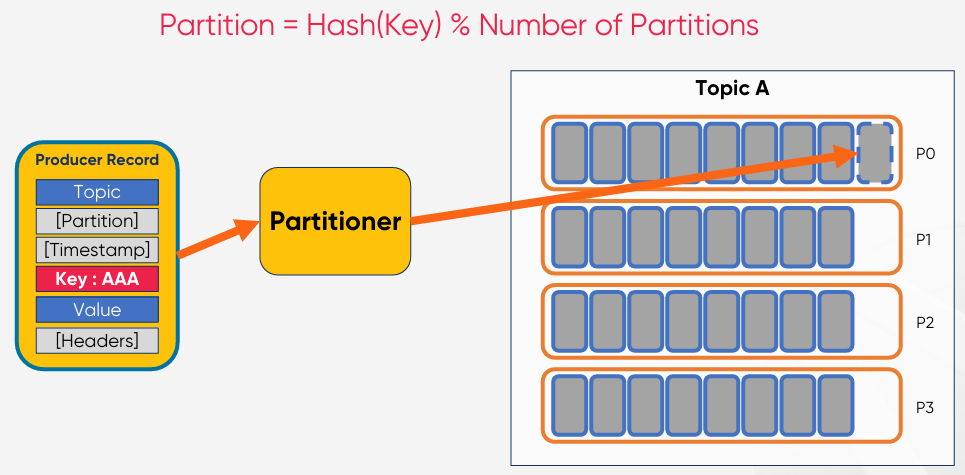 Partition = Hash(Key) % Number of Partitions
Producer Record
Topic
[Partition]
[Timestamp]
Key : AAA
Value
[Headers]
Partitioner
Topic A
P0
P1
P2
P3